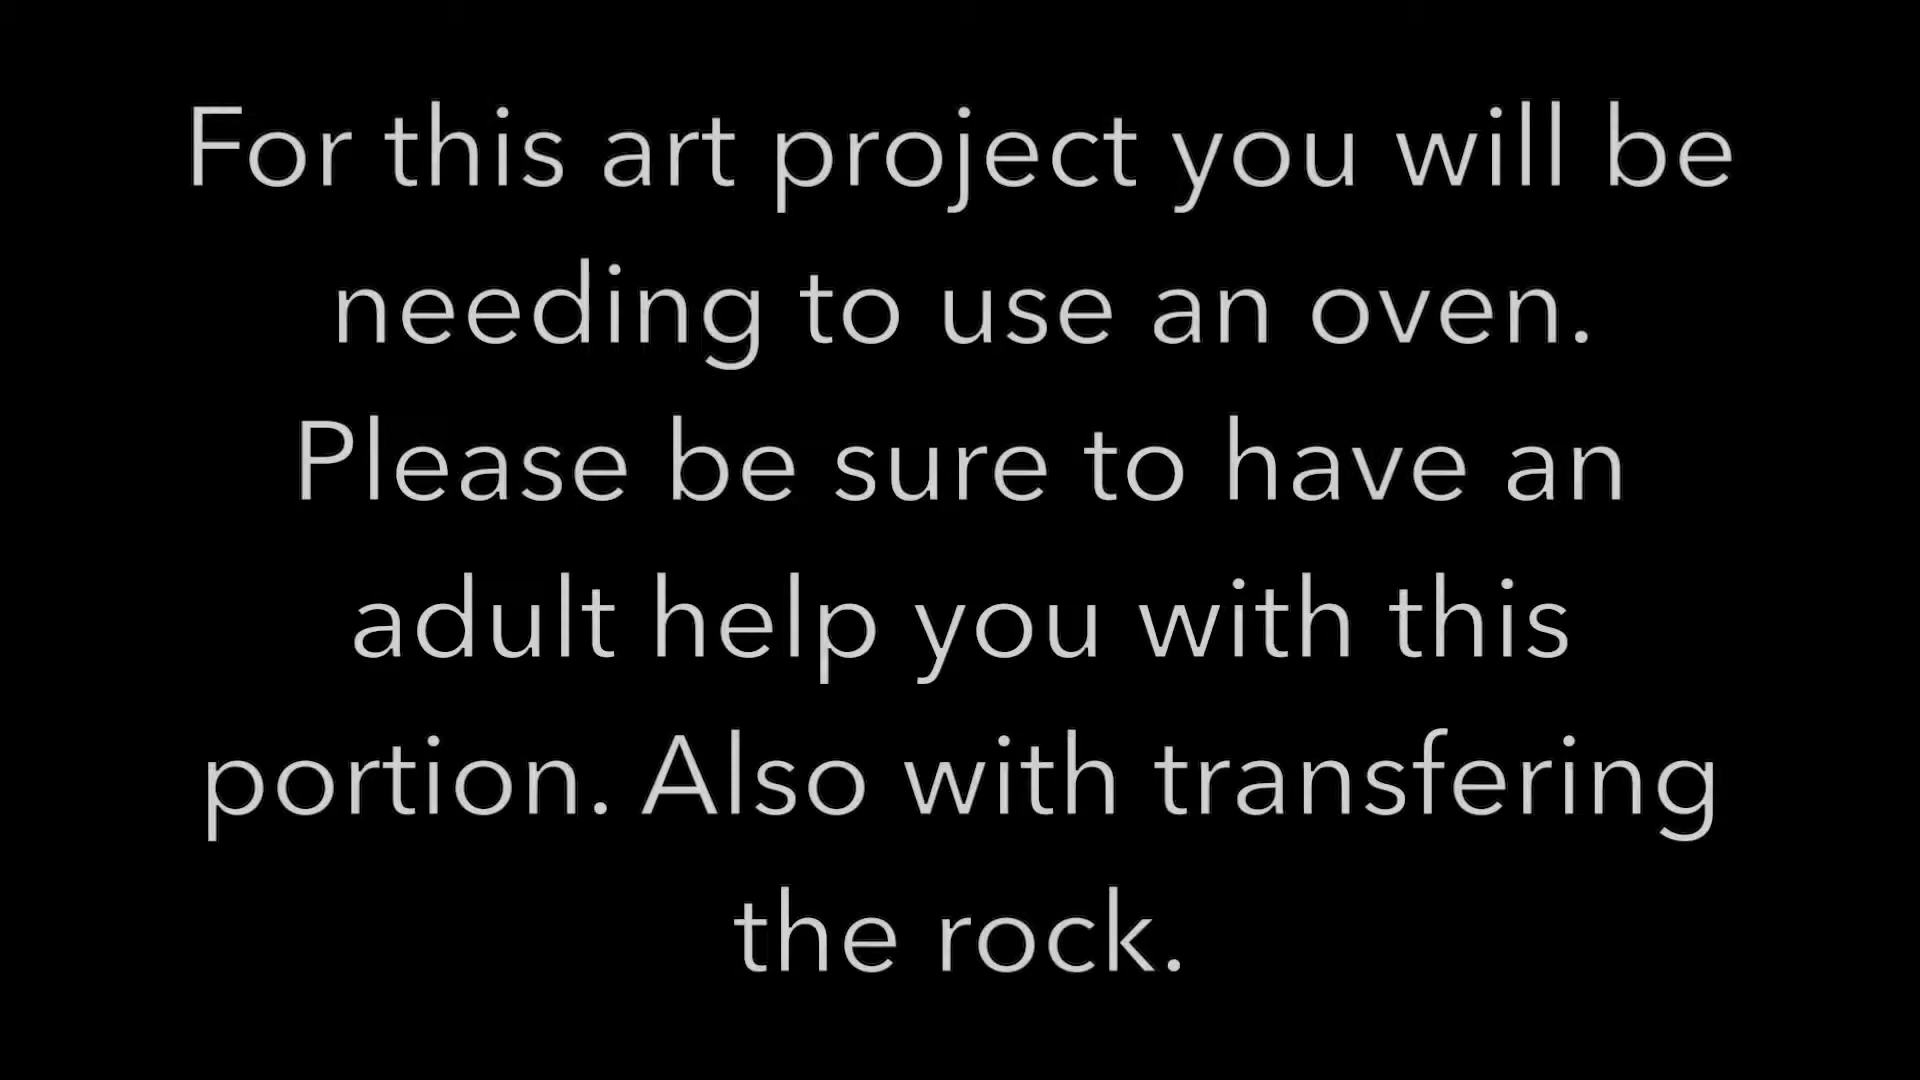 For this art project you will be
needing to use an oven.
Please be sure to have an
adult help you with this
portion. Also with transfering
the rock.